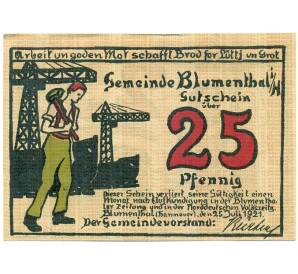 Arbeit un goden Mot schafft Brod for Lüttj un Grot
Gemeinde Blumenthal i/H
Gutschein
über
25
Pfennig
Dieser Schein verliert seine Gültigkeit einen
Monat nach Aufkündigung in der Blumentha-
ler Zeitung und in der Norddeutschen Volkszeitg.
Blumenthal (Hannover), den 25. Juli 1921.
Der Gemeindevorstand: